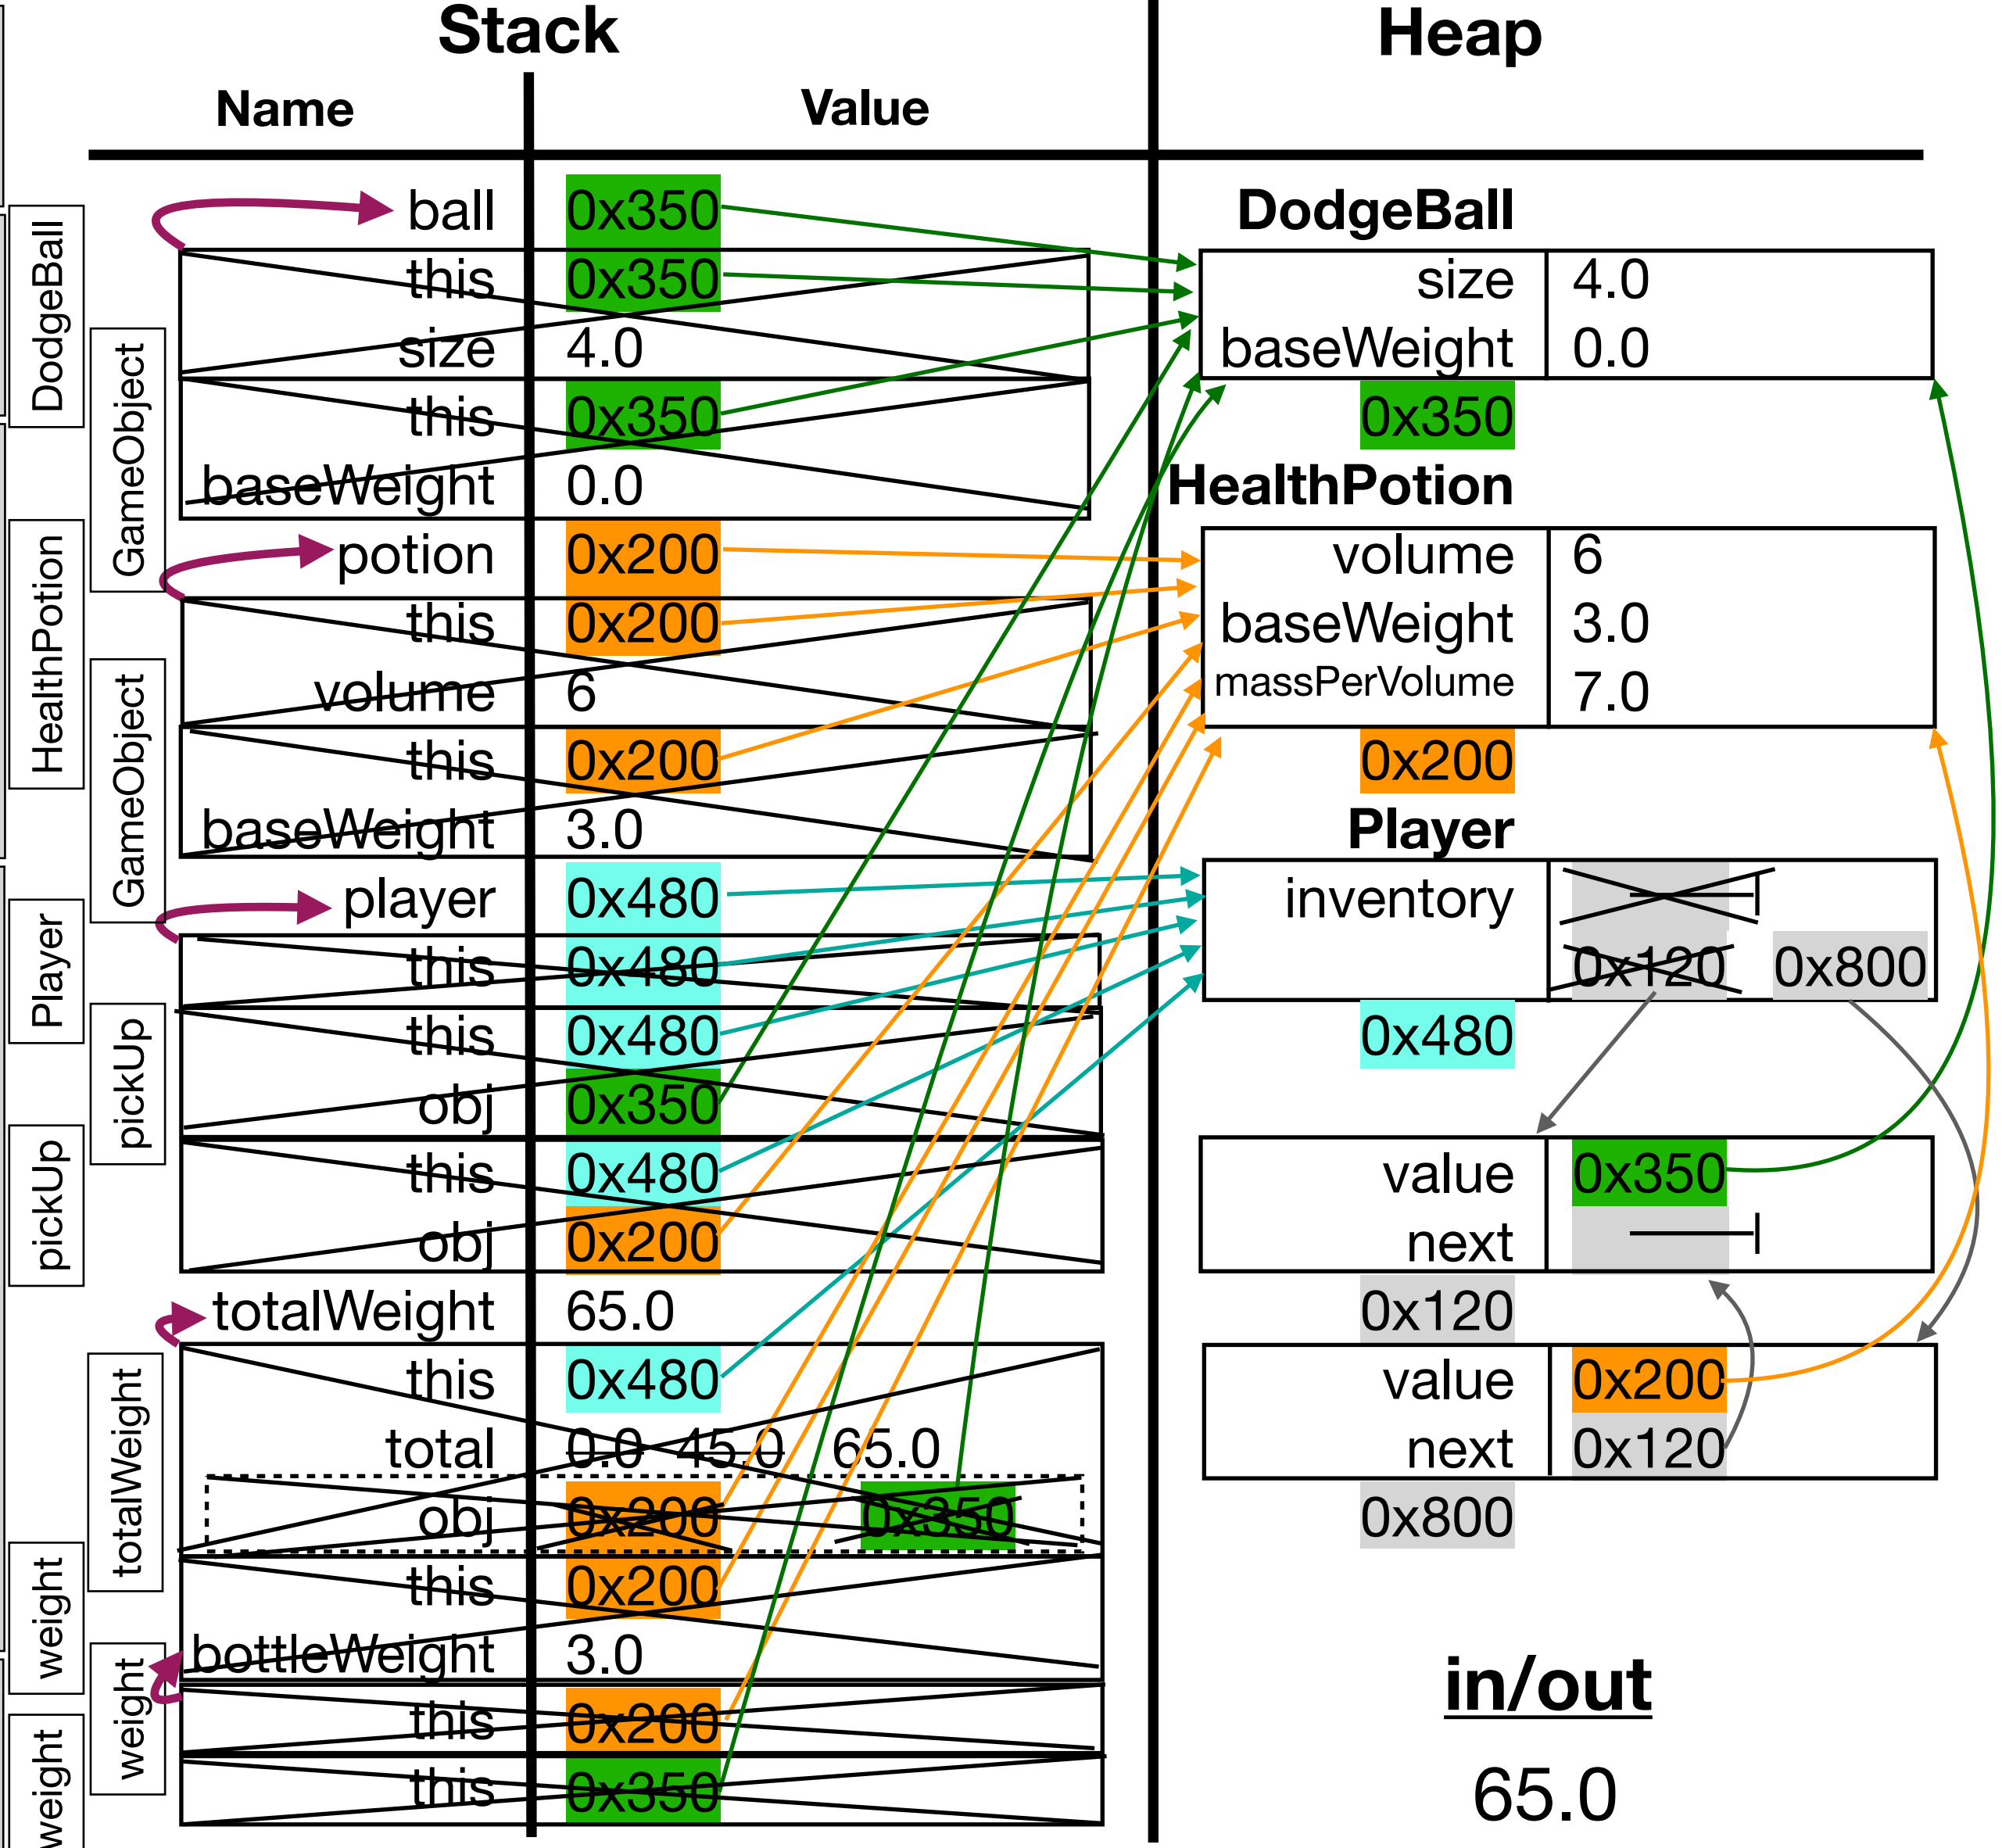 Stack
Heap
Name Value
ball 0x350
this 0x350
size 4.0
this 0x350
baseWeight 0.0
potion 0x200
this 0x200
volume 6
this 0x200
baseWeight 3.0
player 0x480
this 0x480
this 0x480
obj 0x350
this 0x480
obj 0x200
totalWeight 65.0
this 0x480
total 0.0 45.0 65.0
obj 0x200 0x350
this 0x200
bottleWeight 3.0
this 0x200
this 0x350
DodgeBall
GameObject
HealthPotion
GameObject
Player
pickUp
pickUp
totalWeight
weight
weight
weight
DodgeBall
size 4.0
baseWeight 0.0
0x350
HealthPotion
volume 6
baseWeight 3.0
massPerVolume 7.0
0x200
Player
inventory
0x120 0x800
0x480
value 0x350
next
0x120
value 0x200
next 0x120
0x800
in/out
65.0